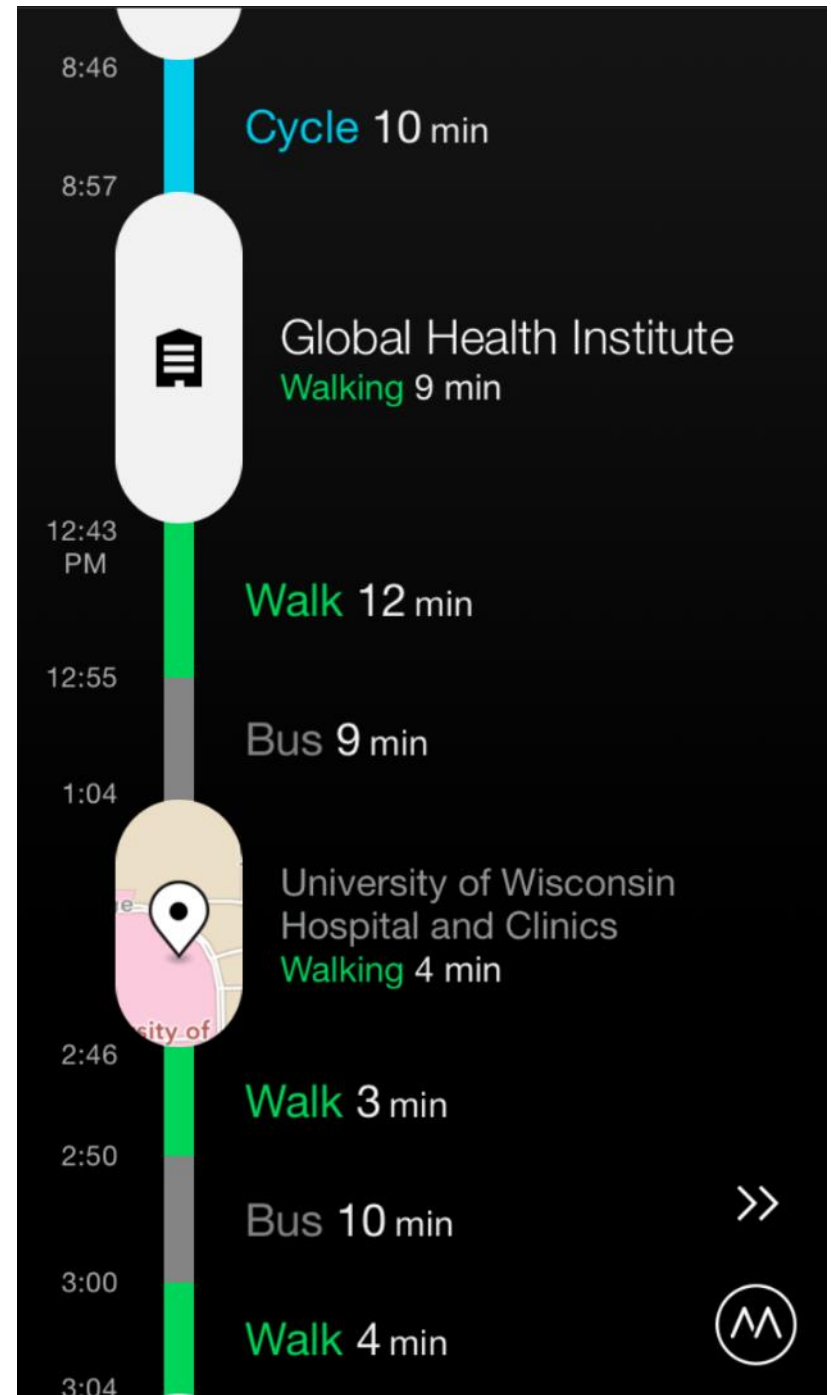 8:46
Cycle 10 min
8:57
Global Health Institute
Walking 9 min
12:43
PM
Walk 12 min
12:55
Bus 9 min
1:04
University of Wisconsin
Hospital and Clinics
Walking 4 min
sity of
2:46
Walk 3 min
2:50
Bus 10 min
3:00
Walk 4 min
3:04